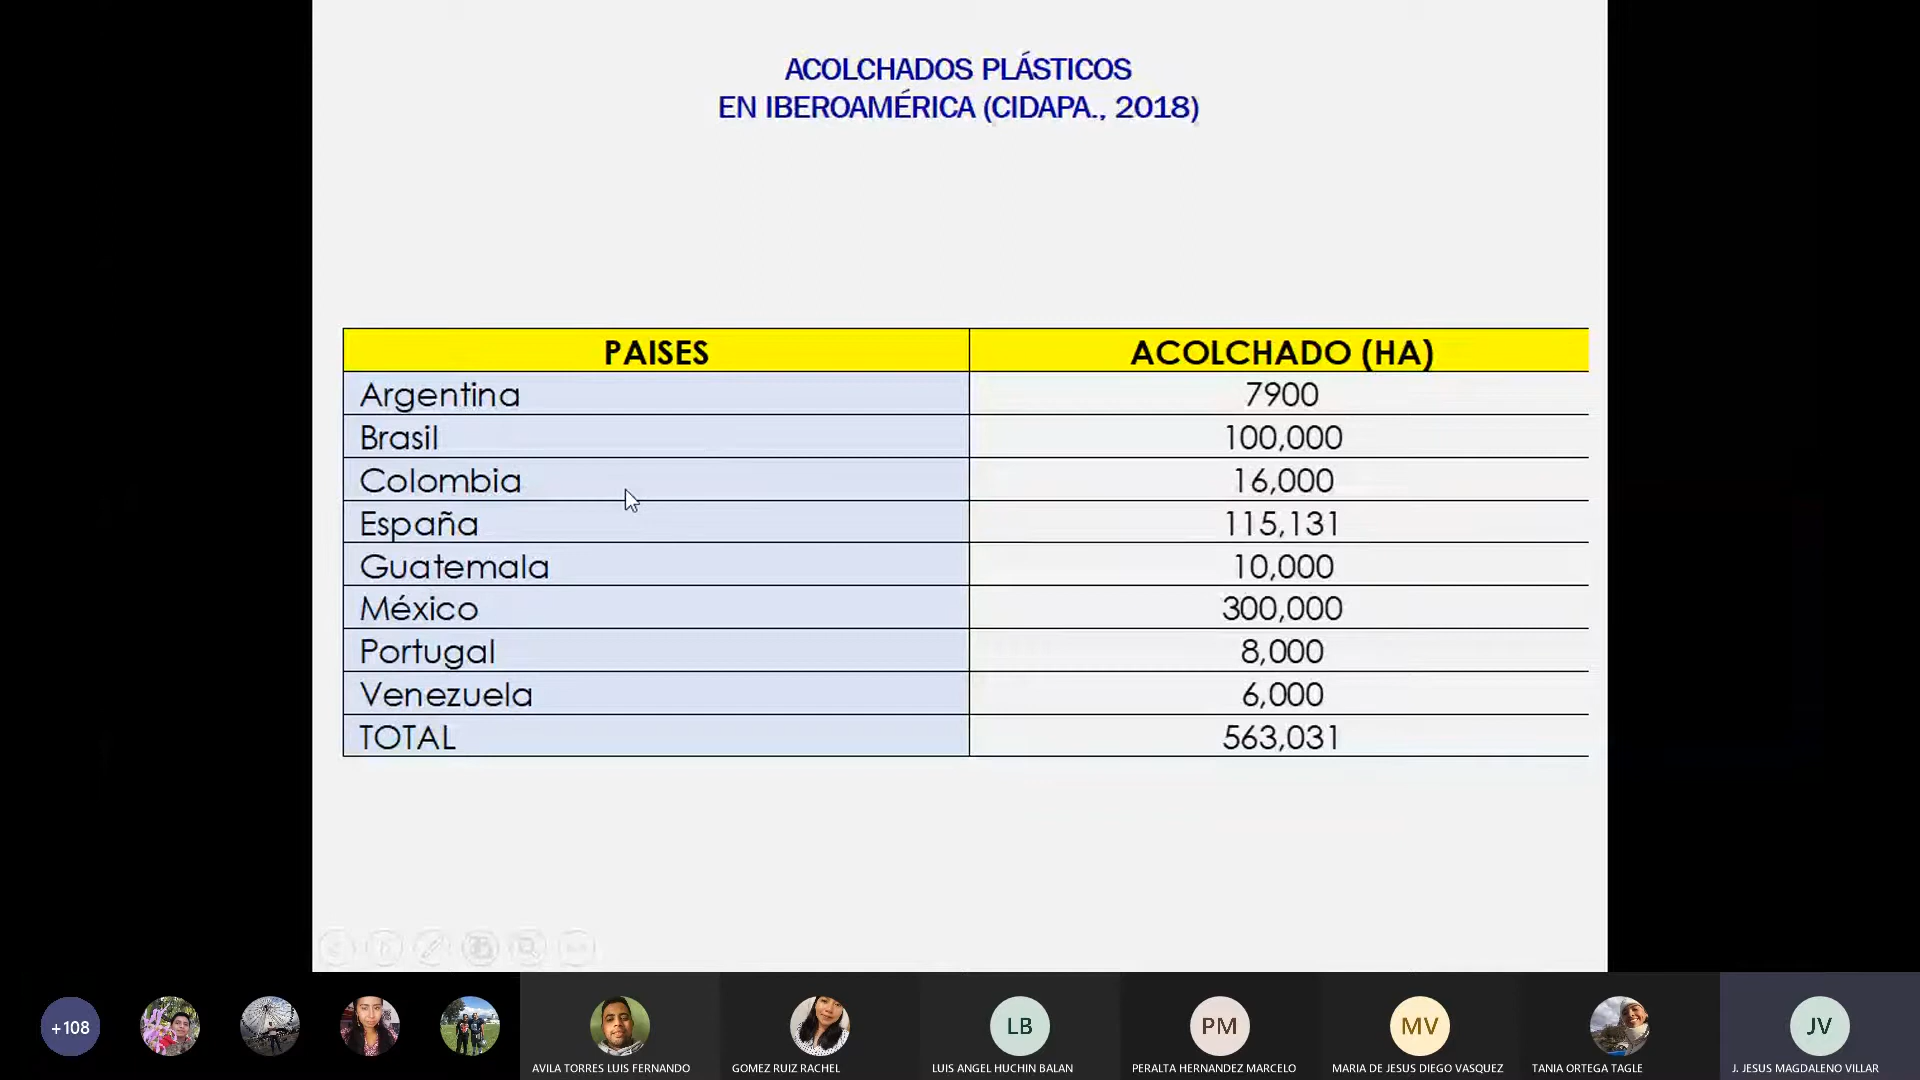 ACOLCHADOS PLÁSTICOS
EN IBEROAMÉRICA (CIDAPA., 2018)
PAISES ACOLCHADO (HA)
Argentina 7900
Brasil 100,000
Colombia 16,000
España 115,131
Guatemala 10,000
México 300,000
Portugal 8,000
Venezuela 6,000
TOTAL 563,031
+108 LB PM MV JV
AVILA TORRES LUIS FERNANDO GOMEZ RUIZ RACHEL LUIS ANGEL HUCHIN BALAN PERALTA HERNANDEZ MARCELO MARIA DE JESUS DIEGO VASQUEZ TANIA ORTEGA TAGLE J. JESUS MAGDALENO VILLAR